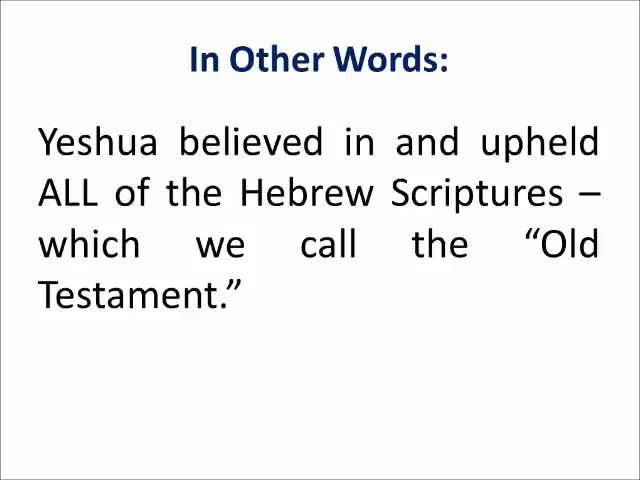 In Other Words:
Yeshua believed in and upheld
ALL of the Hebrew Scriptures –
which we call the “Old
Testament.”